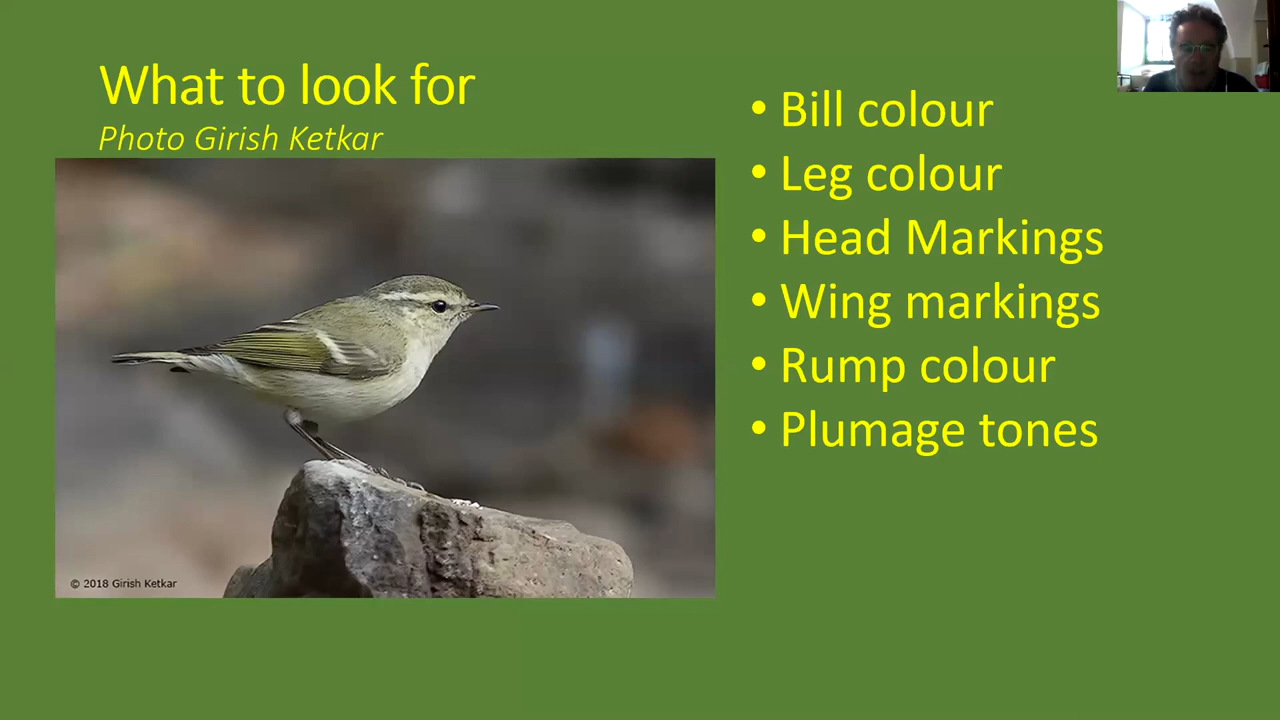 What to look for
Photo Girish Ketkar
• Bill colour
• Leg colour
• Head Markings
• Wing markings
• Rump colour
• Plumage tones
© 2018 Girish Ketkar